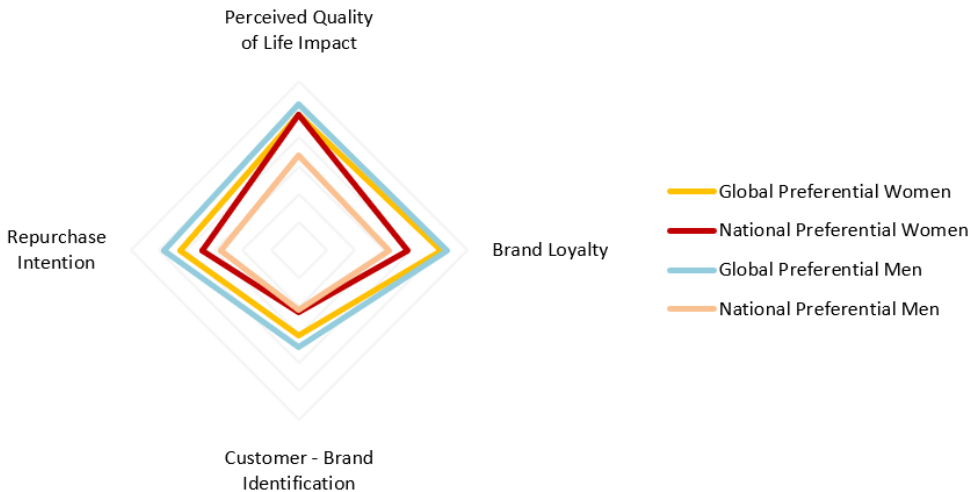 Perceived Quality
of Life Impact
Repurchase
Intention
Brand Loyalty
Customer - Brand
Identification
Global Preferential Women
National Preferential Women
Global Preferential Men
National Preferential Men